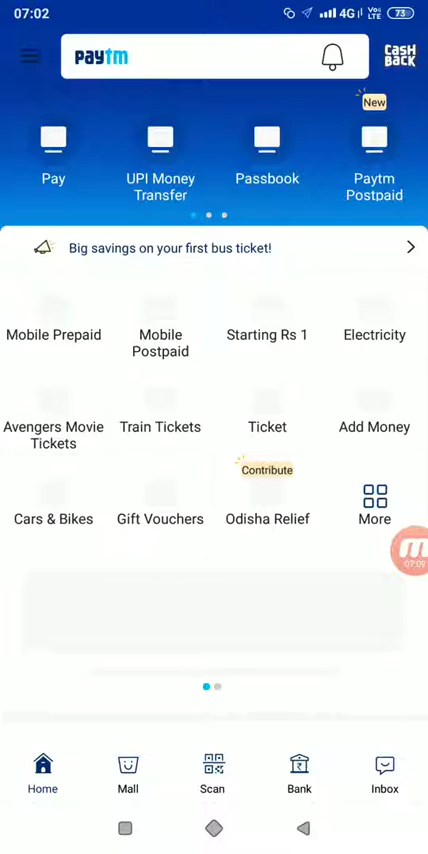 07:02
4G
Vo)
LTE
73
paytm
CASH
BACK
New
Pay
UPI Money
Transfer
Passbook
Paytm
Postpaid
Big savings on your first bus ticket!
Mobile Prepaid
Mobile
Postpaid
Starting Rs 1
Electricity
Avengers Movie
Tickets
Train Tickets
Ticket
Add Money
Contribute
Cars & Bikes
Gift Vouchers
Odisha Relief
More
07:09
Home
Mall
Scan
Bank
Inbox